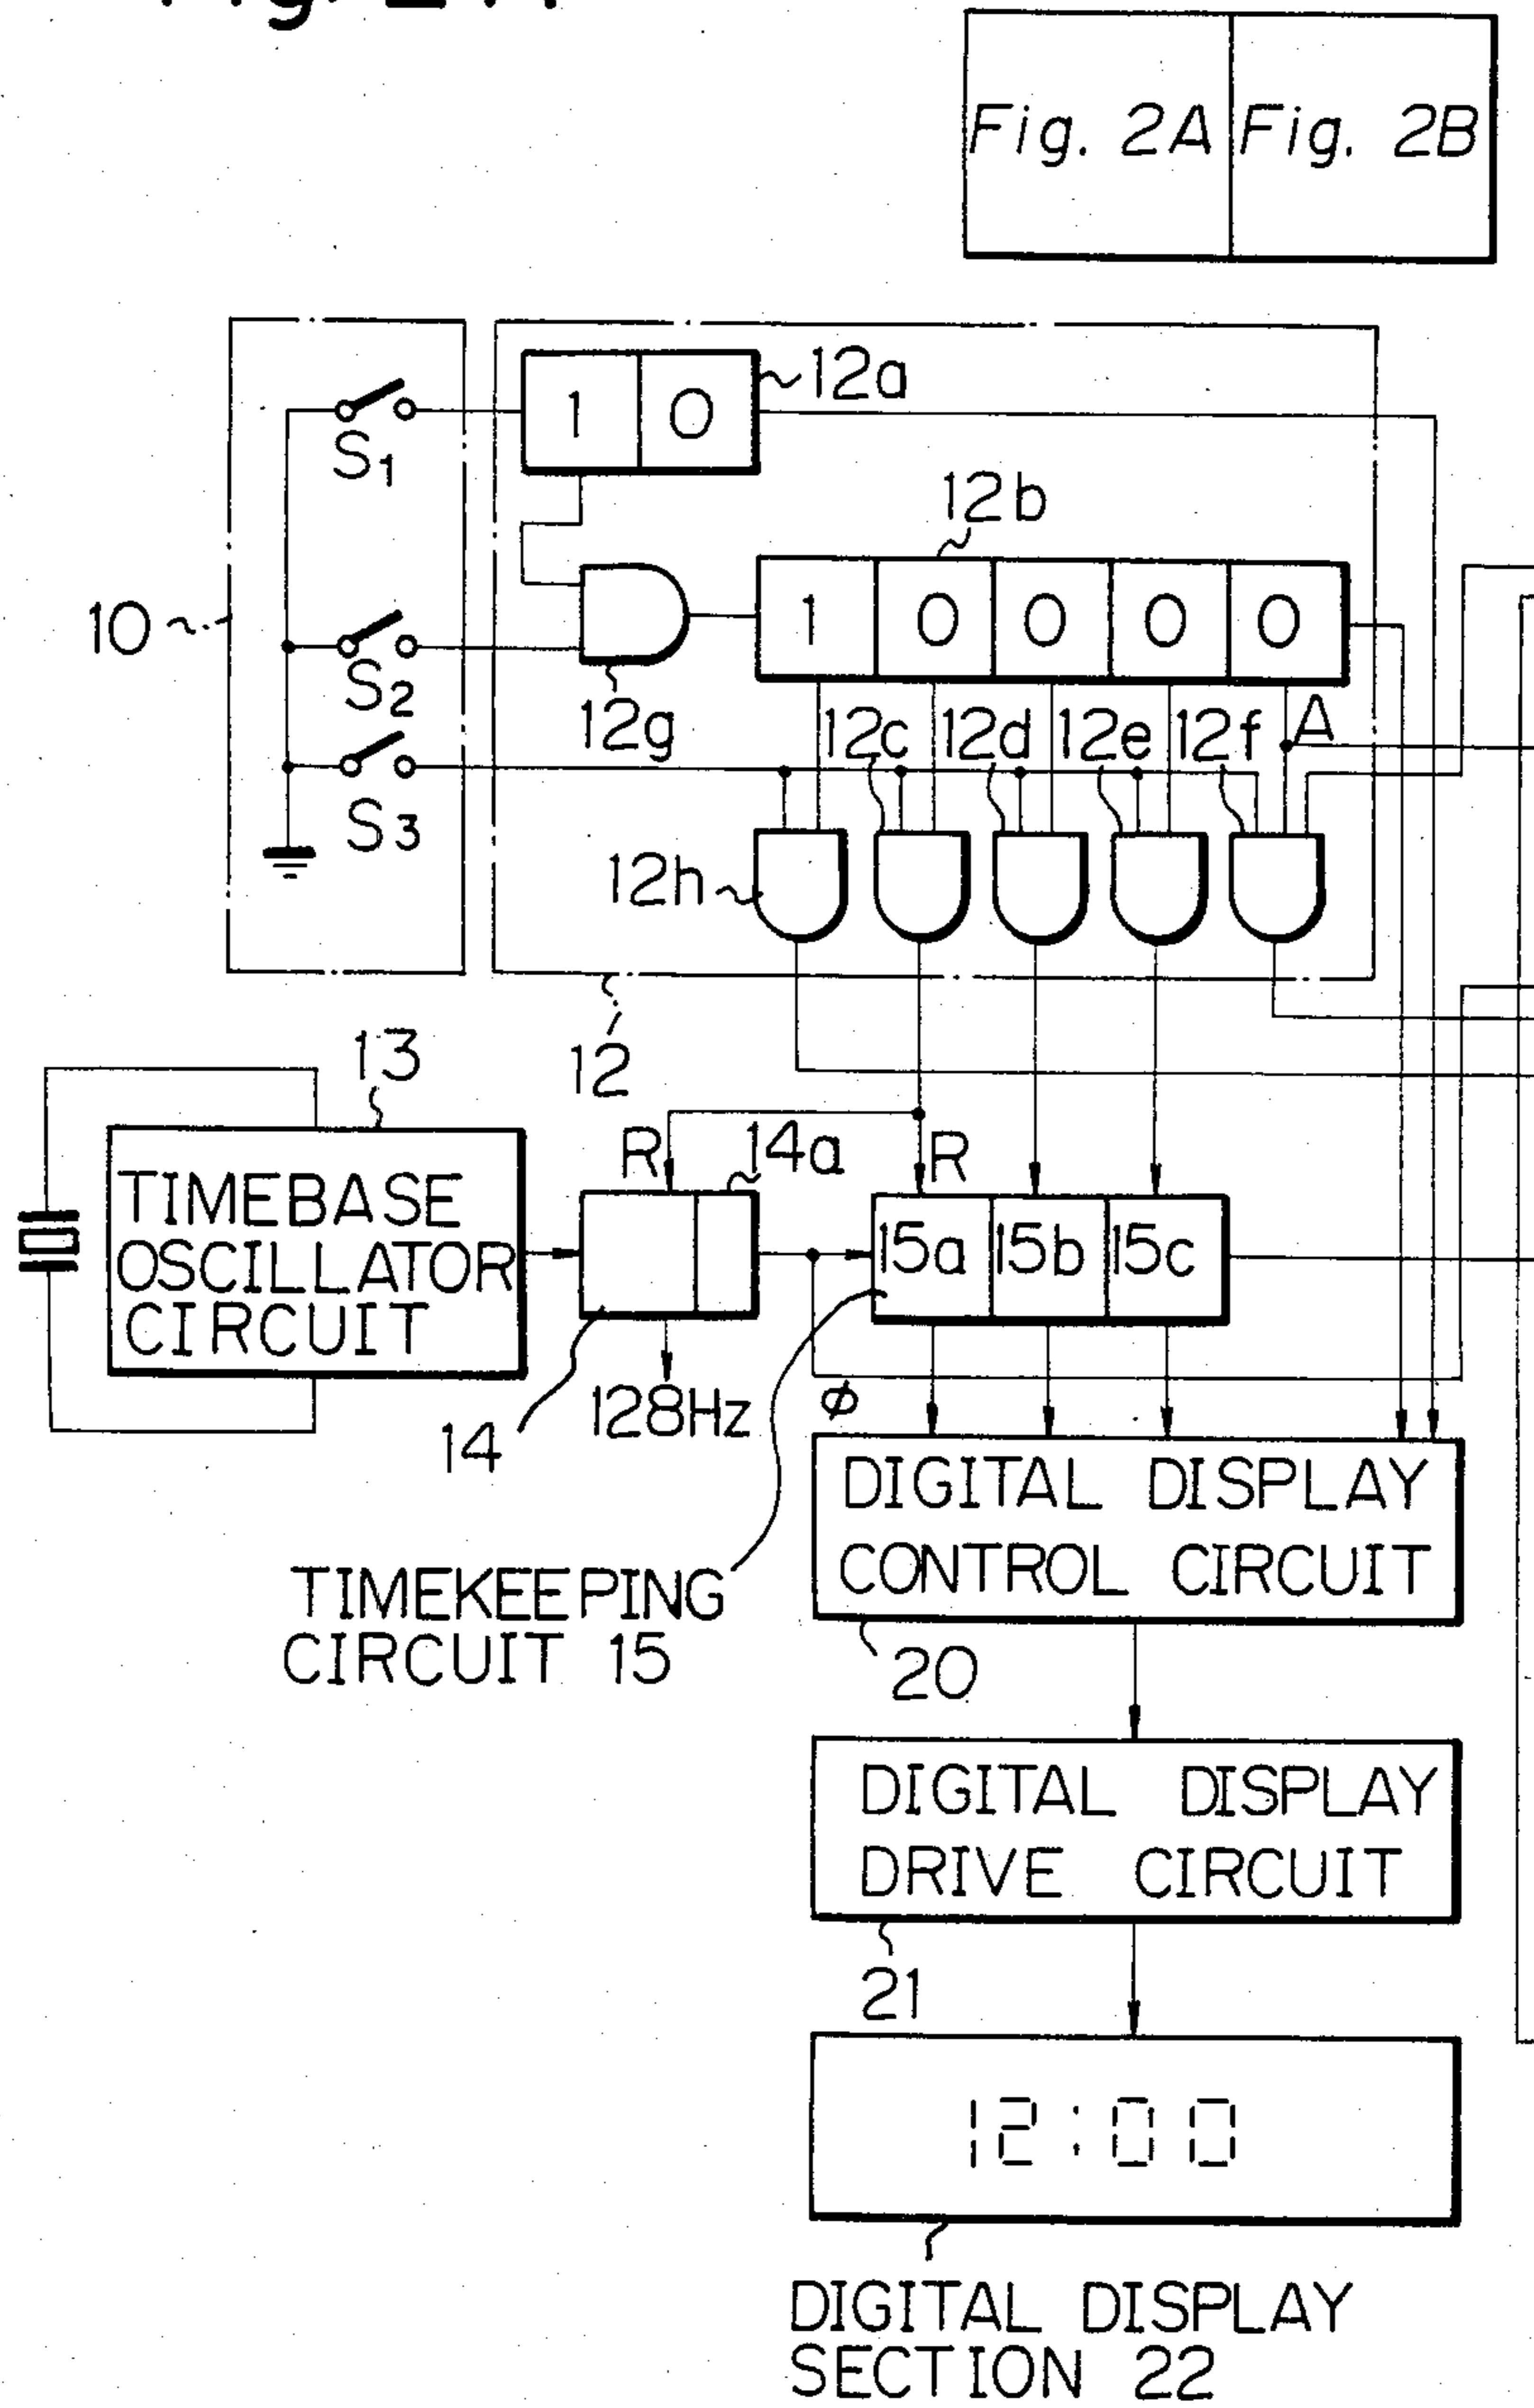 Fig. 2A
Fig. 2A Fig. 2B
1 0
12a
S1
12b
10
1 0 0 0 0
S2
12g
12c 12d 12e 12f A
S3
12h
12
13
R 14a R
TIMEBASE
OSCILLATOR
CIRCUIT
15a 15b 15c
14
128Hz
φ
DIGITAL DISPLAY
CONTROL CIRCUIT
TIMEKEEPING
CIRCUIT 15
20
DIGITAL DISPLAY
DRIVE CIRCUIT
21
12:00
DIGITAL DISPLAY
SECTION 22